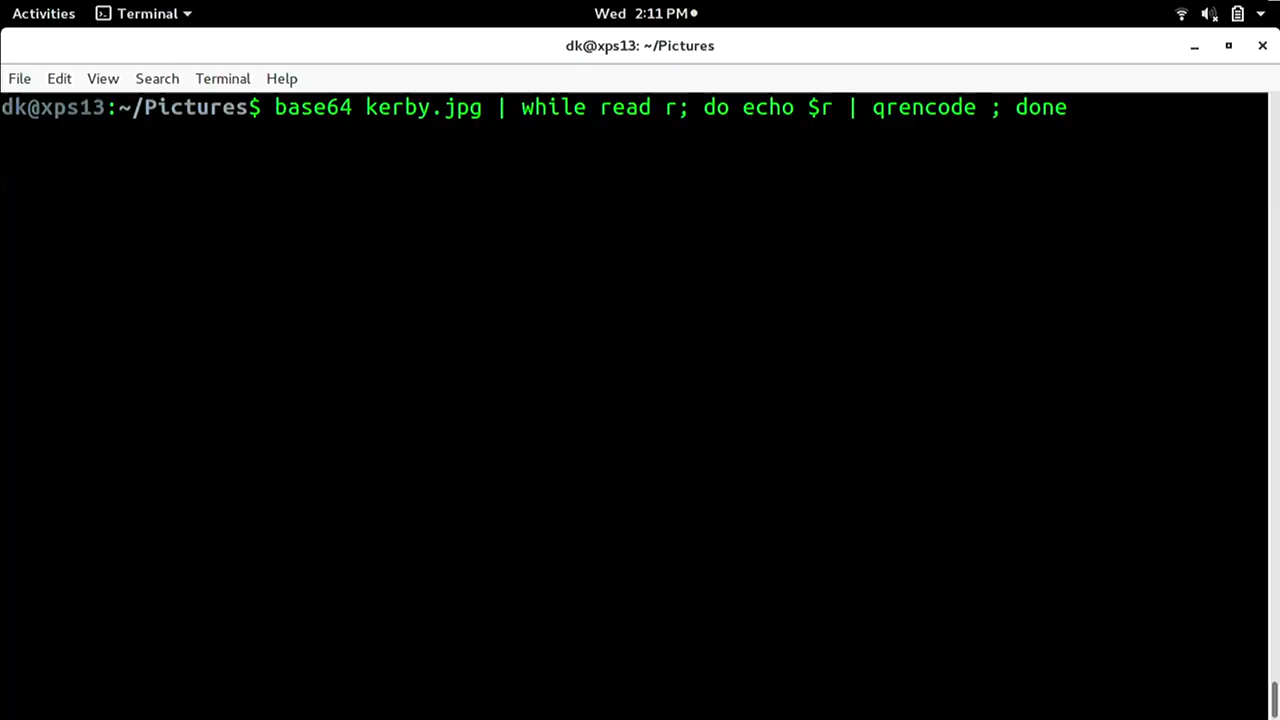 Activities Terminal Wed 2:11 PM
dk@xps13: ~/Pictures
File Edit View Search Terminal Help
dk@xps13:~/Pictures$ base64 kerby.jpg | while read r; do echo $r | qrencode ; done